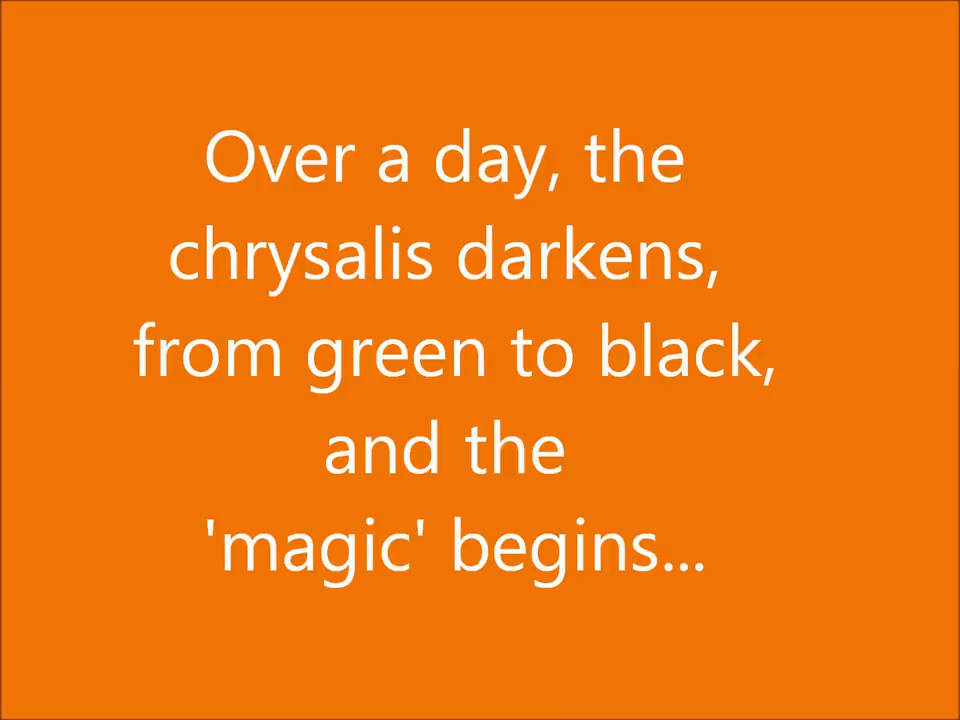 Over a day, the
chrysalis darkens,
from green to black,
and the
'magic' begins...